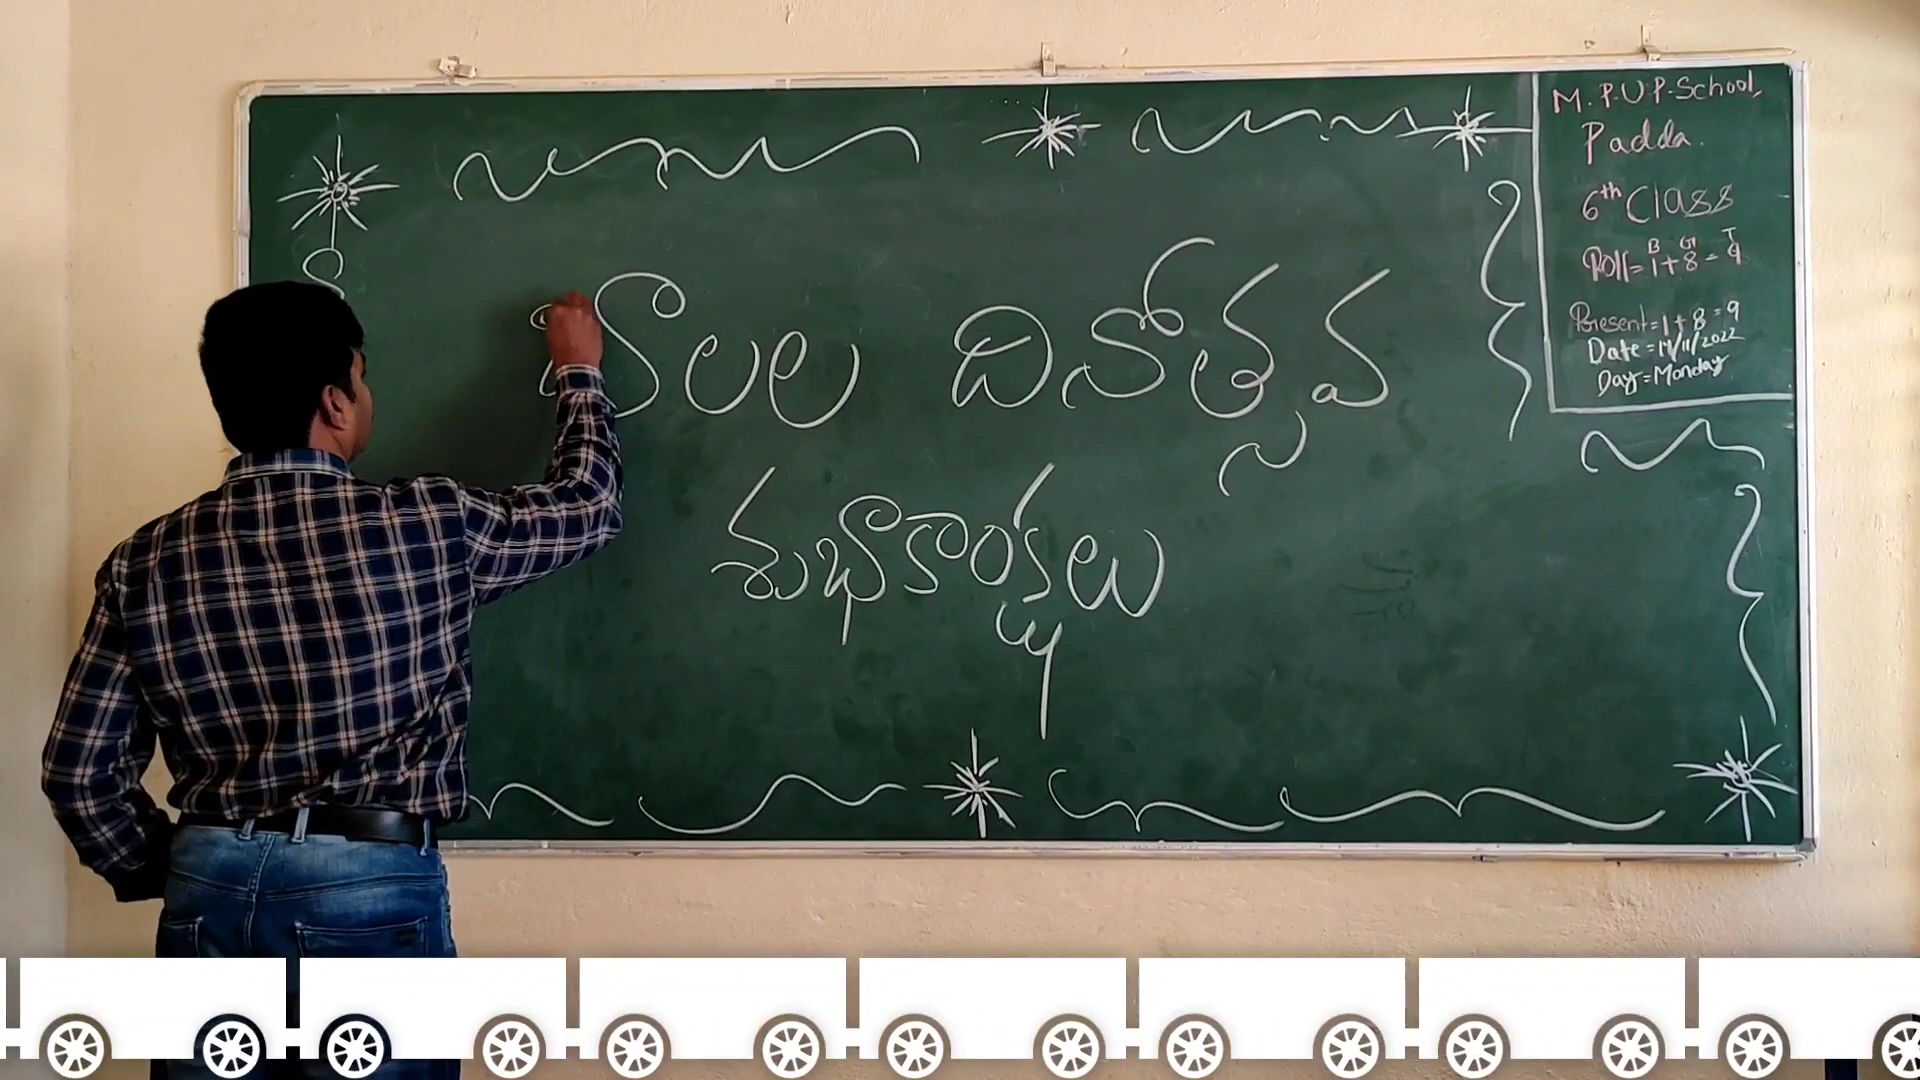 M.P.U.P.School,
Padda.
6th Class
B G T
Roll=1+8=9
Present=1+8=9
Date=14/11/2022
Day=Monday
బాలల దినోత్సవ
శుభాకాంక్షలు